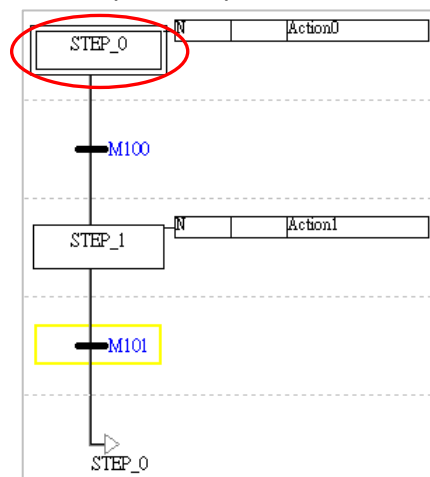 STEP_0 N Action0
M100
STEP_1 N Action1
M101
STEP_0